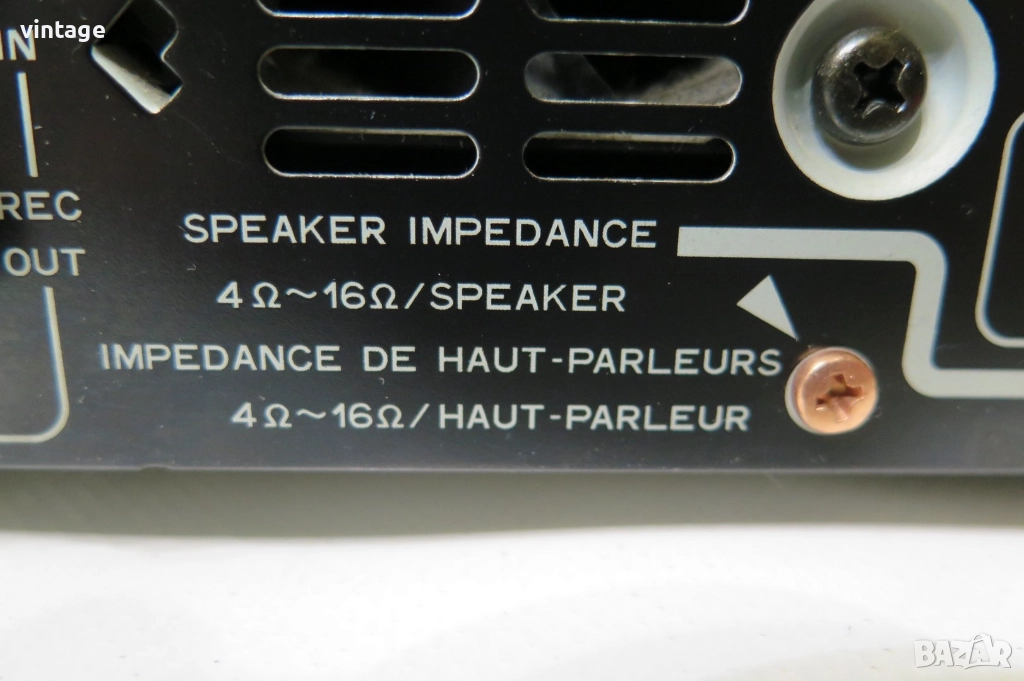 vintage
IN
REC
OUT
SPEAKER IMPEDANCE
4Ω~16Ω/SPEAKER
IMPEDANCE DE HAUT-PARLEURS
4Ω~16Ω/HAUT-PARLEUR
BAZAR